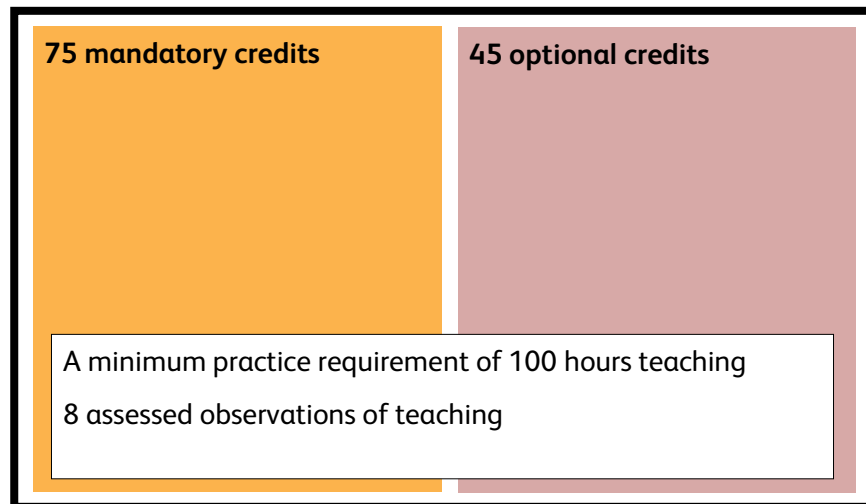 75 mandatory credits
45 optional credits
A minimum practice requirement of 100 hours teaching
8 assessed observations of teaching